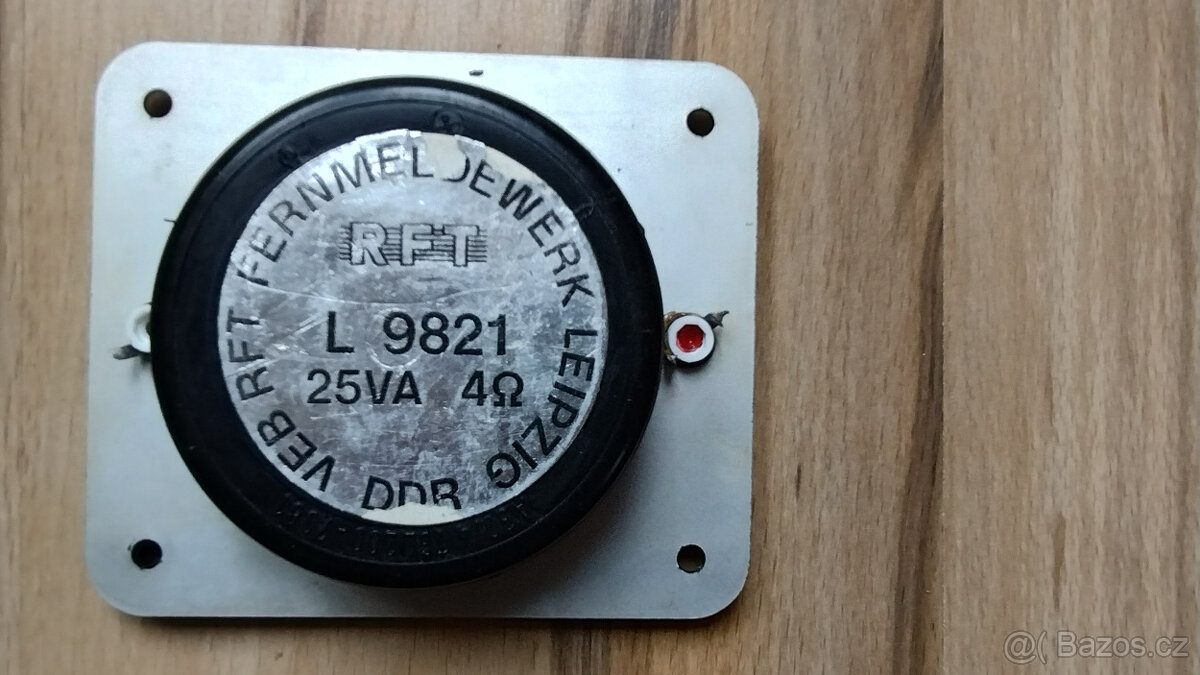 VEB RFT FERNMELDEWERK LEIPZIG
RFT
L 9821
25VA 4Ω
DDR
@( Bazos.cz